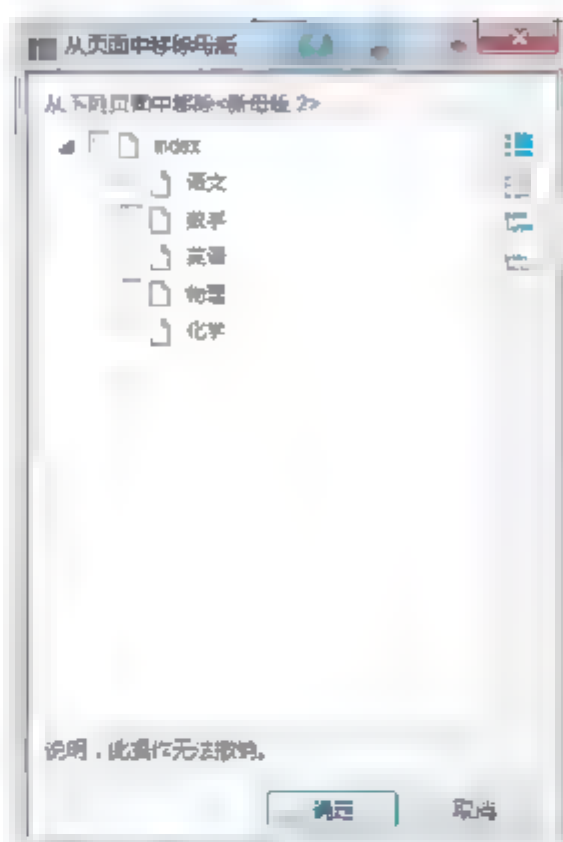 从页面中移除母版
从下列页面中移除<新母版 2>
index
语文
数学
英语
物理
化学
说明：此操作无法撤销。
确定
取消